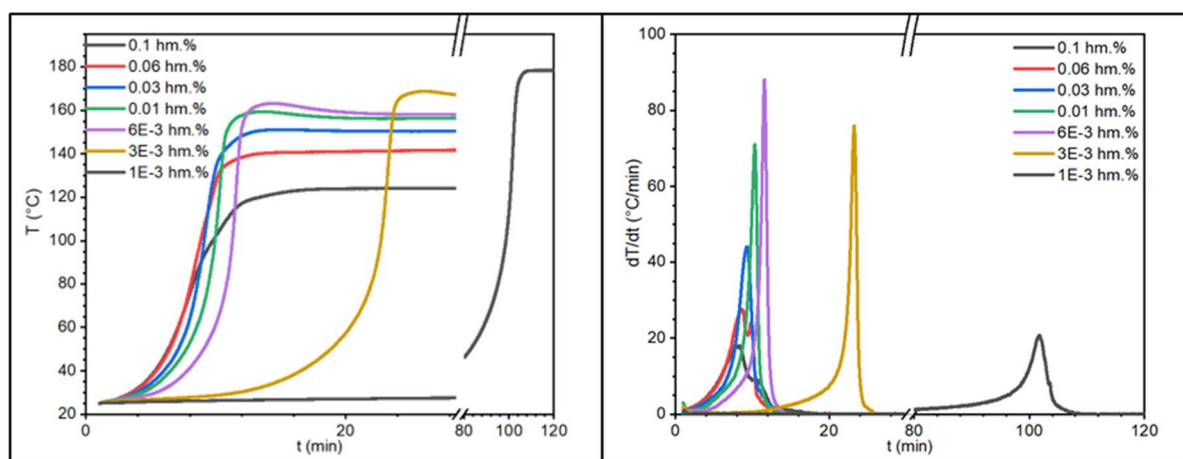 0.1 hm.%
0.06 hm.%
0.03 hm.%
0.01 hm.%
6E-3 hm.%
3E-3 hm.%
1E-3 hm.%
180
160
140
120
100
80
60
40
20
T (°C)
0
20
80
100
120
t (min)
0.1 hm.%
0.06 hm.%
0.03 hm.%
0.01 hm.%
6E-3 hm.%
3E-3 hm.%
1E-3 hm.%
100
80
60
40
20
0
dT/dt (°C/min)
0
20
80
100
120
t (min)